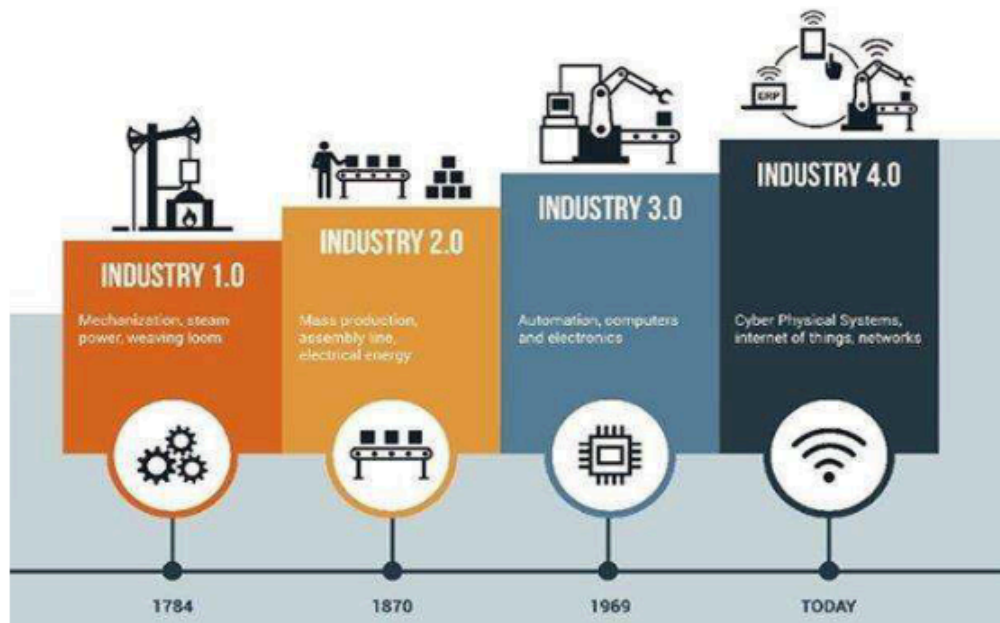 ERP
INDUSTRY 1.0
Mechanization, steam
power, weaving loom
INDUSTRY 2.0
Mass production,
assembly line,
electrical energy
INDUSTRY 3.0
Automation, computers
and electronics
INDUSTRY 4.0
Cyber Physical Systems,
internet of things, networks
1784
1870
1969
TODAY